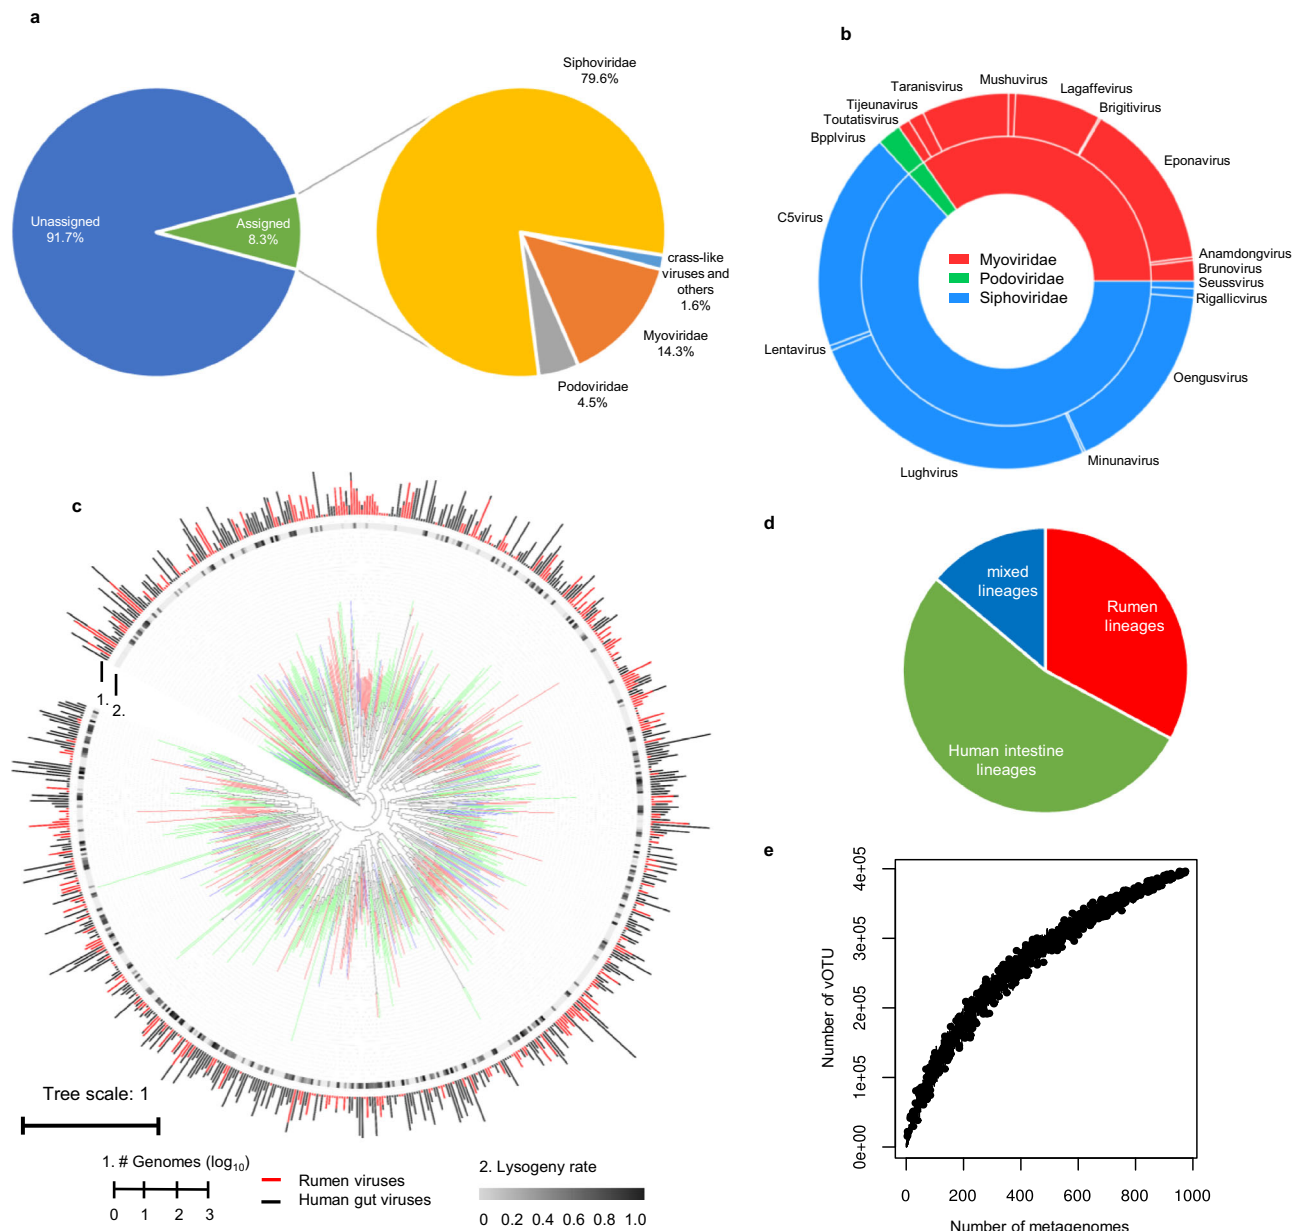 a
Siphoviridae
79.6%
Unassigned
91.7%
Assigned
8.3%
crass-like
viruses and
others
1.6%
Myoviridae
14.3%
Podoviridae
4.5%
b
Mushuvirus
Taranisvirus
Lagaffevirus
Tijeunavirus
Brigitivirus
Toutatisvirus
Bpplvirus
Eponavirus
C5virus
Anamdongvirus
Brunovirus
Seussvirus
Rigallicvirus
Myoviridae
Podoviridae
Siphoviridae
Lentavirus
Oengusvirus
Minunavirus
Lughvirus
c
1.
2.
Tree scale: 1
1. # Genomes (log10)
0 1 2 3
Rumen viruses
Human gut viruses
2. Lysogeny rate
0 0.2 0.4 0.6 0.8 1.0
d
mixed
lineages
Rumen
lineages
Human intestine
lineages
e
Number of vOTU
4e+05
3e+05
2e+05
1e+05
0e+00
0 200 400 600 800 1000
Number of metagenomes